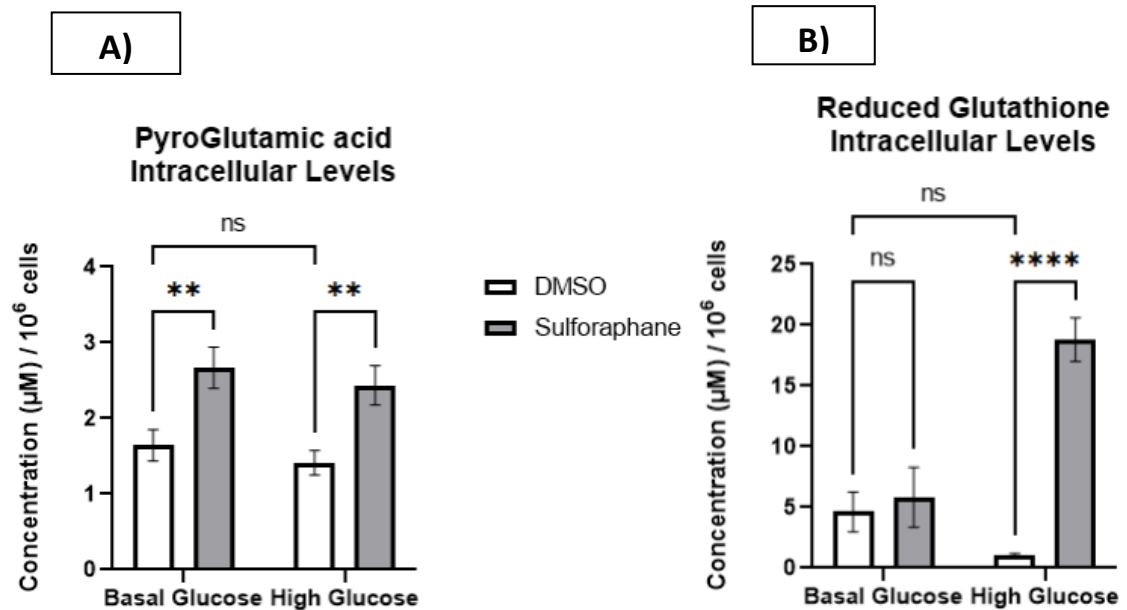 A)
PyroGlutamic acid
Intracellular Levels
ns
** **
Concentration (μM) / 10⁶ cells
4
3
2
1
0
Basal Glucose High Glucose
DMSO
Sulforaphane
B)
Reduced Glutathione
Intracellular Levels
ns
ns ****
Concentration (μM) / 10⁶ cells
25
20
15
10
5
0
Basal Glucose High Glucose